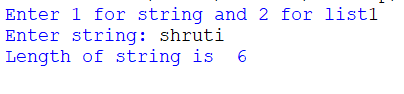 Enter 1 for string and 2 for list1
Enter string: shruti
Length of string is  6